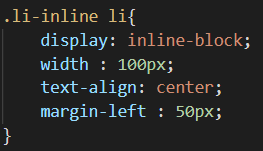 .li-inline li{
    display: inline-block;
    width : 100px;
    text-align: center;
    margin-left : 50px;
}